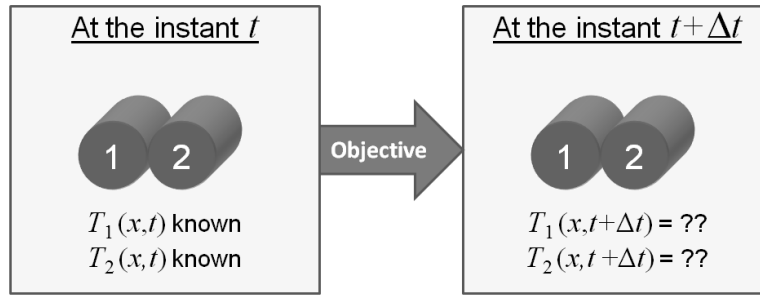 At the instant t
1 2
T₁(x,t) known
T₂(x,t) known
Objective
At the instant t+Δt
1 2
T₁(x,t+Δt) = ??
T₂(x,t+Δt) = ??